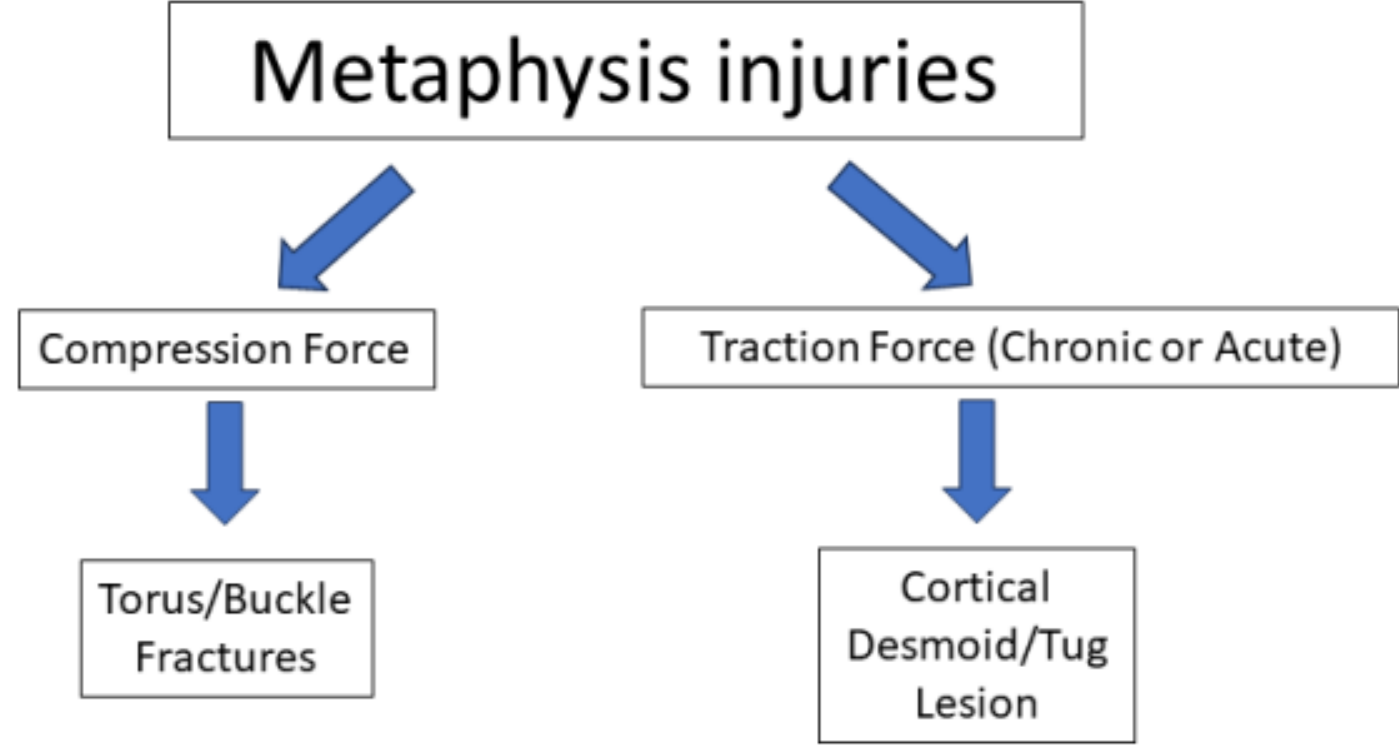 Metaphysis injuries
Compression Force
Traction Force (Chronic or Acute)
Torus/Buckle
Fractures
Cortical
Desmoid/Tug
Lesion